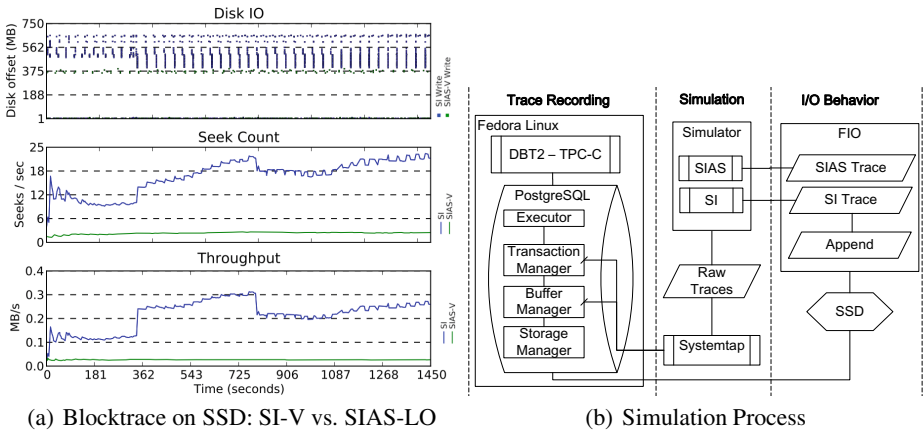 Disk IO
750
562
375
188
1
Disk offset (MB)
SI Write
SIAS-V Write
Seek Count
25
18
12
6
0
Seeks / sec
SI
SIAS-V
Throughput
0.4
0.3
0.2
0.1
0.0
MB/s
SI
SIAS-V
1 181 362 543 725 906 1087 1268 1450
Time (seconds)
(a) Blocktrace on SSD: SI-V vs. SIAS-LO
Trace Recording
Fedora Linux
DBT2 – TPC-C
PostgreSQL
Executor
Transaction
Manager
Buffer
Manager
Storage
Manager
Simulation
Simulator
SIAS
SI
Raw
Traces
Systemtap
I/O Behavior
FIO
SIAS Trace
SI Trace
Append
SSD
(b) Simulation Process